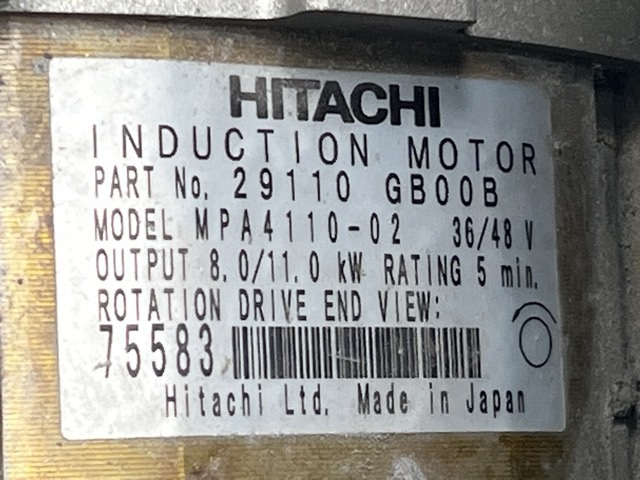 HITACHI
INDUCTION MOTOR
PART No. 29110 GB00B
MODEL MPA4110-02 36/48 V
OUTPUT 8.0/11.0 kW RATING 5 min.
ROTATION DRIVE END VIEW:
75583
Hitachi Ltd. Made in Japan